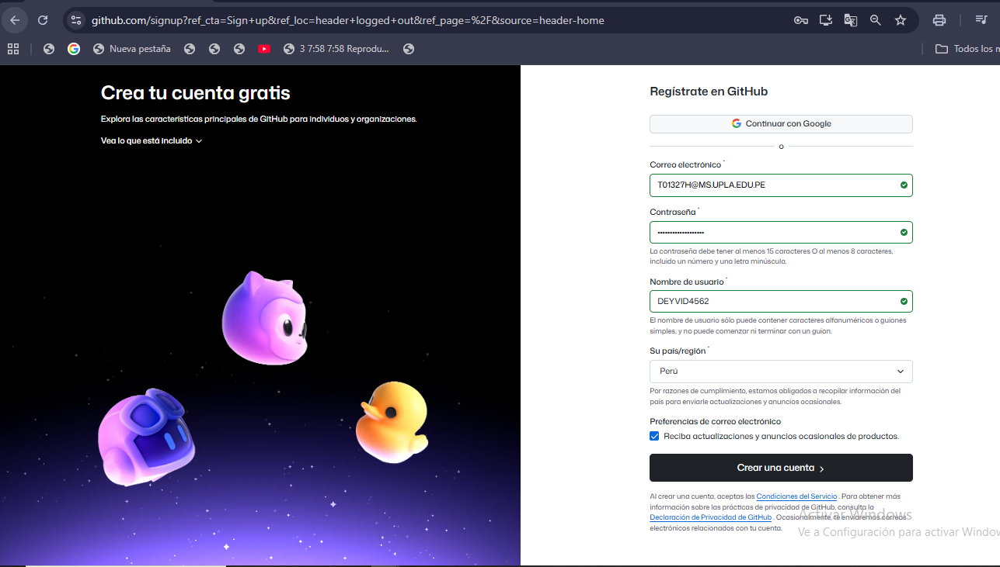 github.com/signup?ref_cta=Sign+up&ref_loc=header+logged+out&ref_page=%2F&source=header-home
Nueva pestaña
3 7:58 7:58 Reprodu...
Todos los
Crea tu cuenta gratis
Explora las características principales de GitHub para individuos y organizaciones.
Vea lo que está incluido
Regístrate en GitHub
Continuar con Google
o
Correo electrónico *
T01327H@MS.UPLA.EDU.PE
Contraseña *
•••••••••••••••••••
La contraseña debe tener al menos 15 caracteres O al menos 8 caracteres,
incluido un número y una letra minúscula.
Nombre de usuario *
DEYVID4562
El nombre de usuario sólo puede contener caracteres alfanuméricos o guiones
simples, y no puede comenzar ni terminar con un guion.
Su país/región *
Perú
Por razones de cumplimiento, estamos obligados a recopilar información del
país para enviarle actualizaciones y anuncios ocasionales.
Preferencias de correo electrónico
Reciba actualizaciones y anuncios ocasionales de productos.
Crear una cuenta
Al crear una cuenta, aceptas las Condiciones del Servicio . Para obtener más
información sobre las prácticas de privacidad de GitHub, consulta la
Declaración de Privacidad de GitHub . Ocasionalmente, te enviaremos correos
electrónicos relacionados con tu cuenta.
Activar Windows
Ve a Configuración para activar Window